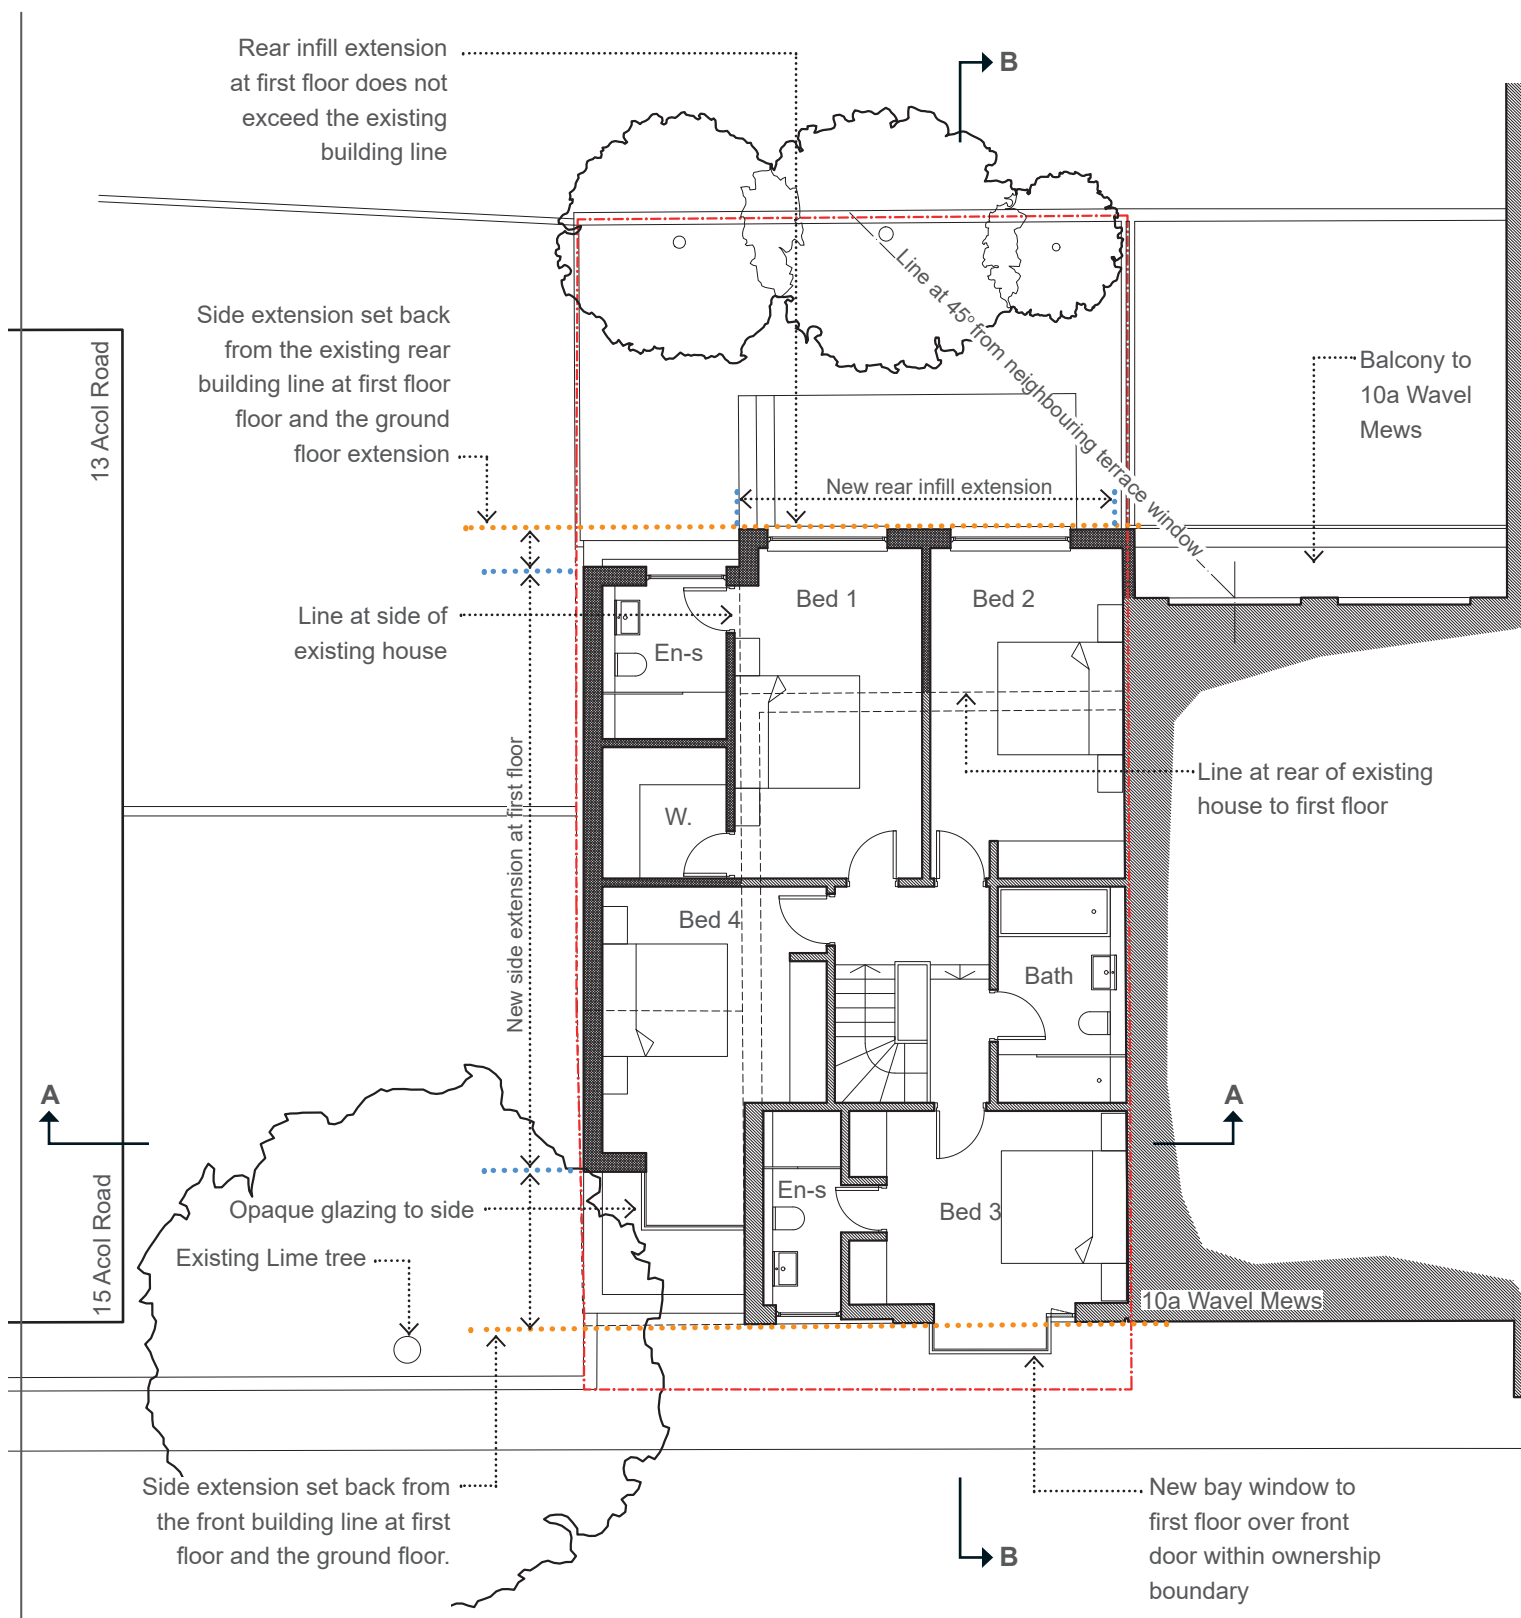 Rear infill extension
at first floor does not
exceed the existing
building line
B
Side extension set back
from the existing rear
building line at first floor
floor and the ground
floor extension
13 Acol Road
Line at 45° from neighbouring terrace window
Balcony to
10a Wavel
Mews
New rear infill extension
Line at side of
existing house
Bed 1
Bed 2
En-s
Line at rear of existing
house to first floor
W.
New side extension at first floor
Bed 4
Bath
A
A
15 Acol Road
Opaque glazing to side
Existing Lime tree
En-s
Bed 3
10a Wavel Mews
Side extension set back from
the front building line at first
floor and the ground floor.
B
New bay window to
first floor over front
door within ownership
boundary